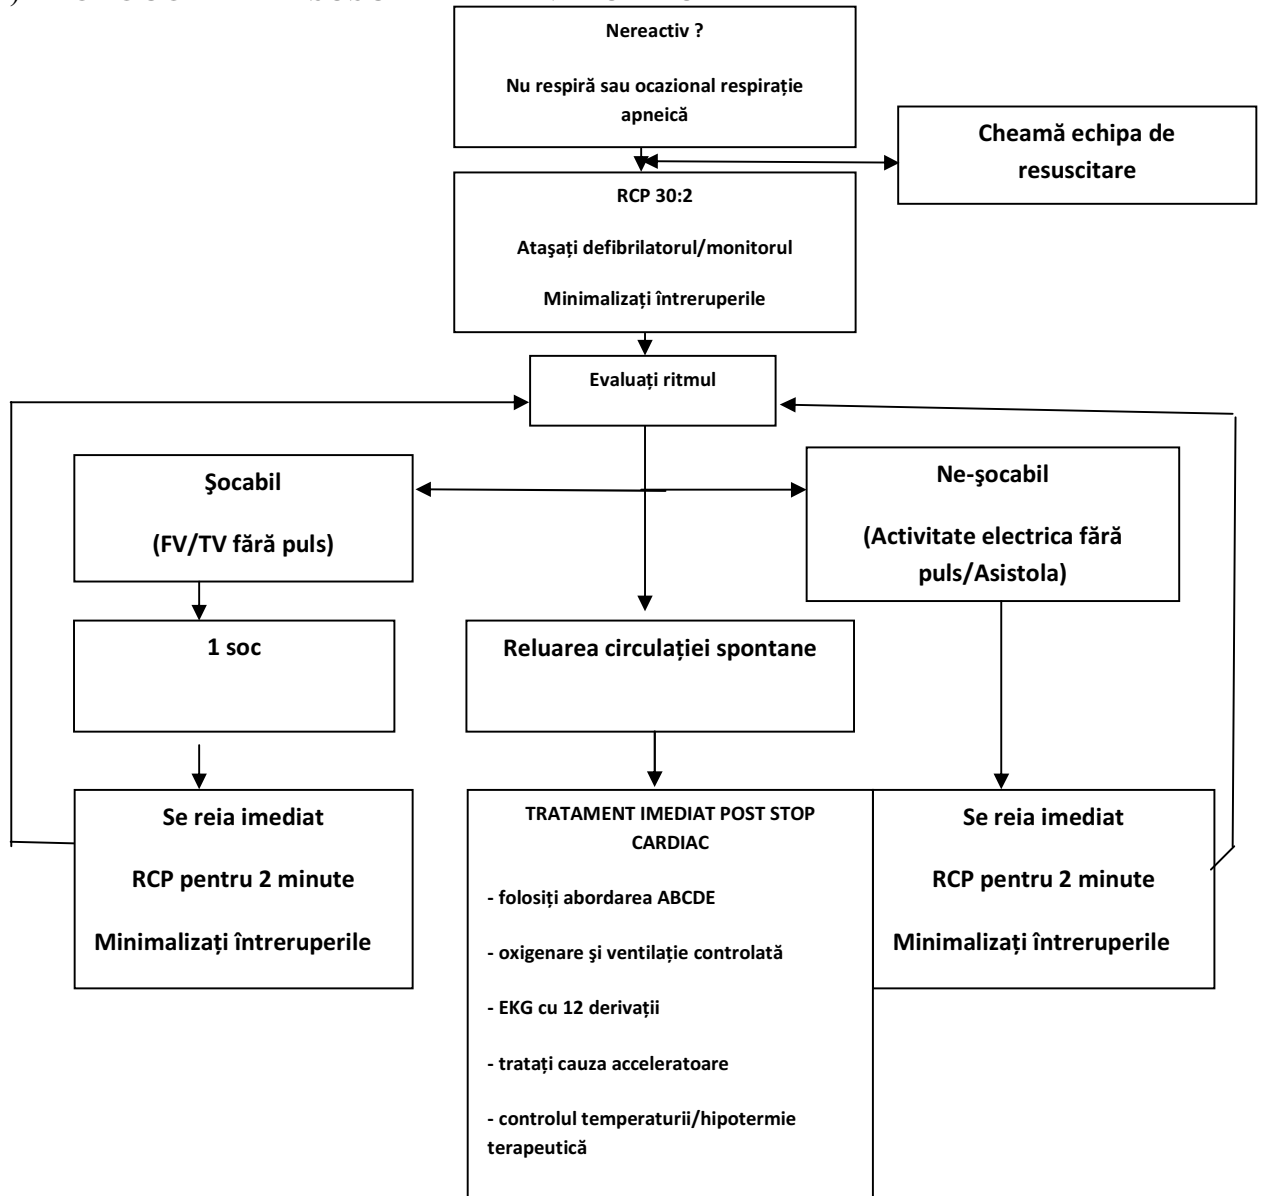 Nereactiv ?
Nu respiră sau ocazional respirație
apneică
Cheamă echipa de
resuscitare
RCP 30:2
Ataşați defibrilatorul/monitorul
Minimalizați întreruperile
Evaluați ritmul
Şocabil
(FV/TV fără puls)
Ne-şocabil
(Activitate electrica fără
puls/Asistola)
1 soc
Reluarea circulației spontane
Se reia imediat
RCP pentru 2 minute
Minimalizați întreruperile
TRATAMENT IMEDIAT POST STOP
CARDIAC
- folosiți abordarea ABCDE
- oxigenare şi ventilație controlată
- EKG cu 12 derivații
- tratați cauza acceleratoare
- controlul temperaturii/hipotermie
terapeutică
Se reia imediat
RCP pentru 2 minute
Minimalizați întreruperile